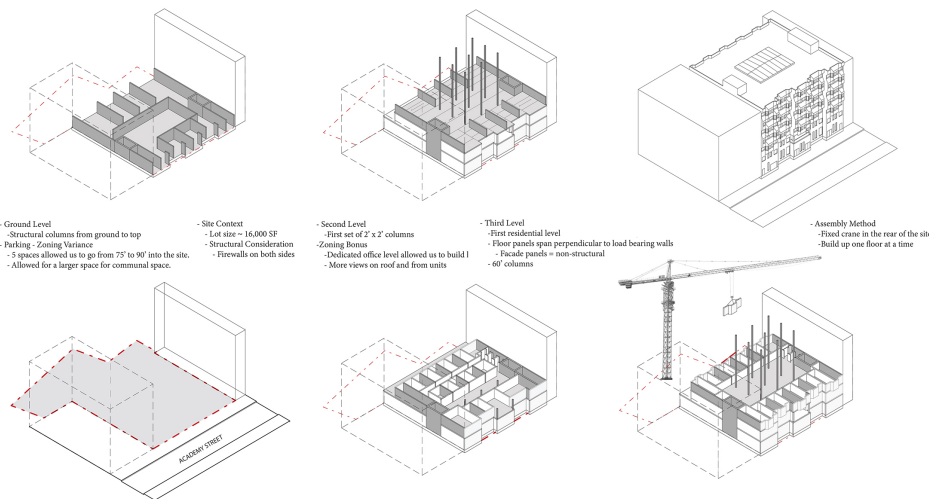 - Ground Level
-Structural columns from ground to top
- Parking - Zoning Variance
- 5 spaces allowed us to go from 75' to 90' into the site.
- Allowed for a larger space for communal space.
- Site Context
- Lot size ~ 16,000 SF
- Structural Consideration
- Firewalls on both sides
- Second Level
-First set of 2' x 2' columns
-Zoning Bonus
-Dedicated office level allowed us to build
- More views on roof and from units
- Third Level
-First residential level
- Floor panels span perpendicular to load bearing walls
- Facade panels = non-structural
- 60' columns
- Assembly Method
-Fixed crane in the rear of the site
-Build up one floor at a time
ACADEMY STREET